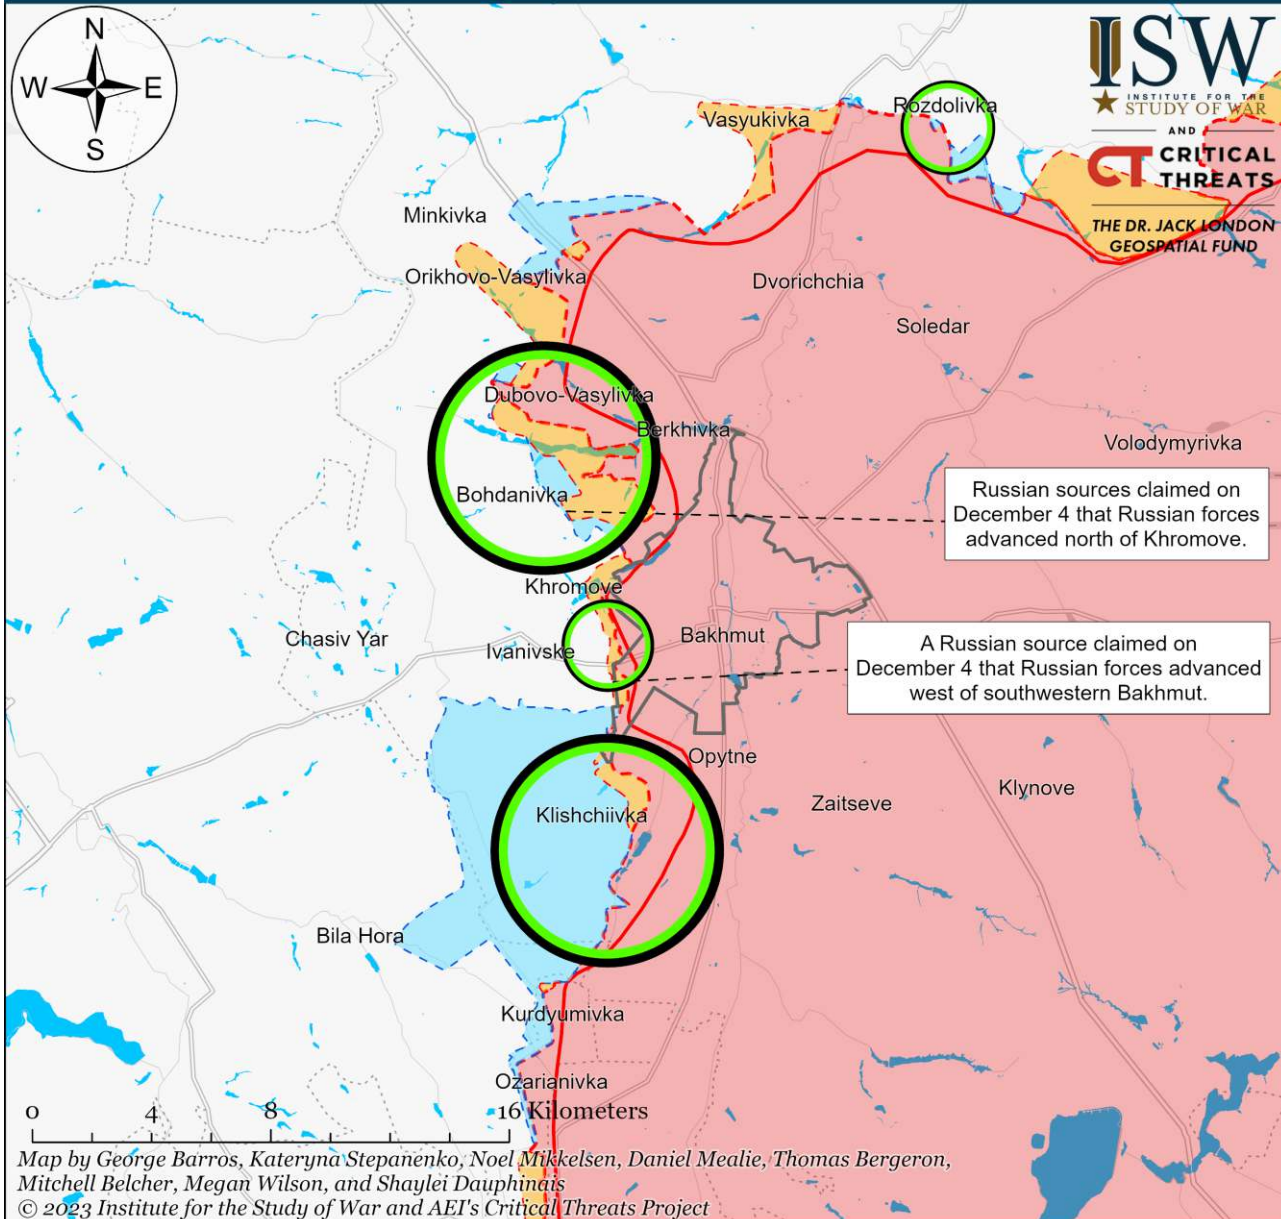 N
W E
S
ISW
INSTITUTE FOR THE
STUDY OF WAR
AND
CT CRITICAL
THREATS
THE DR. JACK LONDON
GEOSPATIAL FUND
Rozdolivka
Vasyukivka
Minkivka
Orikhovo-Vasylivka
Dvorichchia
Soledar
Dubovo-Vasylivka
Berkhivka
Volodymyrivka
Bohdanivka
Russian sources claimed on
December 4 that Russian forces
advanced north of Khromove.
Khromove
Chasiv Yar
Ivanivske
Bakhmut
A Russian source claimed on
December 4 that Russian forces advanced
west of southwestern Bakhmut.
Opytne
Klishchiivka
Zaitseve
Klynove
Bila Hora
Kurdyumivka
Ozarianivka
0 4 8 16 Kilometers
Map by George Barros, Kateryna Stepanenko, Noel Mikkelsen, Daniel Mealie, Thomas Bergeron,
Mitchell Belcher, Megan Wilson, and Shaylei Dauphinais
© 2023 Institute for the Study of War and AEI's Critical Threats Project